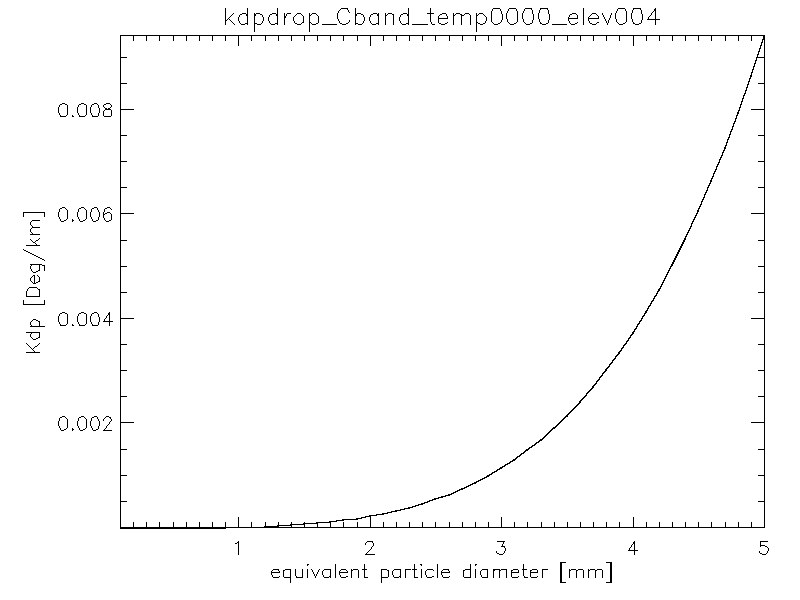 kdpdrop_Cband_temp0000_elev004
0.008
0.006
0.004
0.002
Kdp [Deg/km]
1 2 3 4 5
equivalent particle diameter [mm]